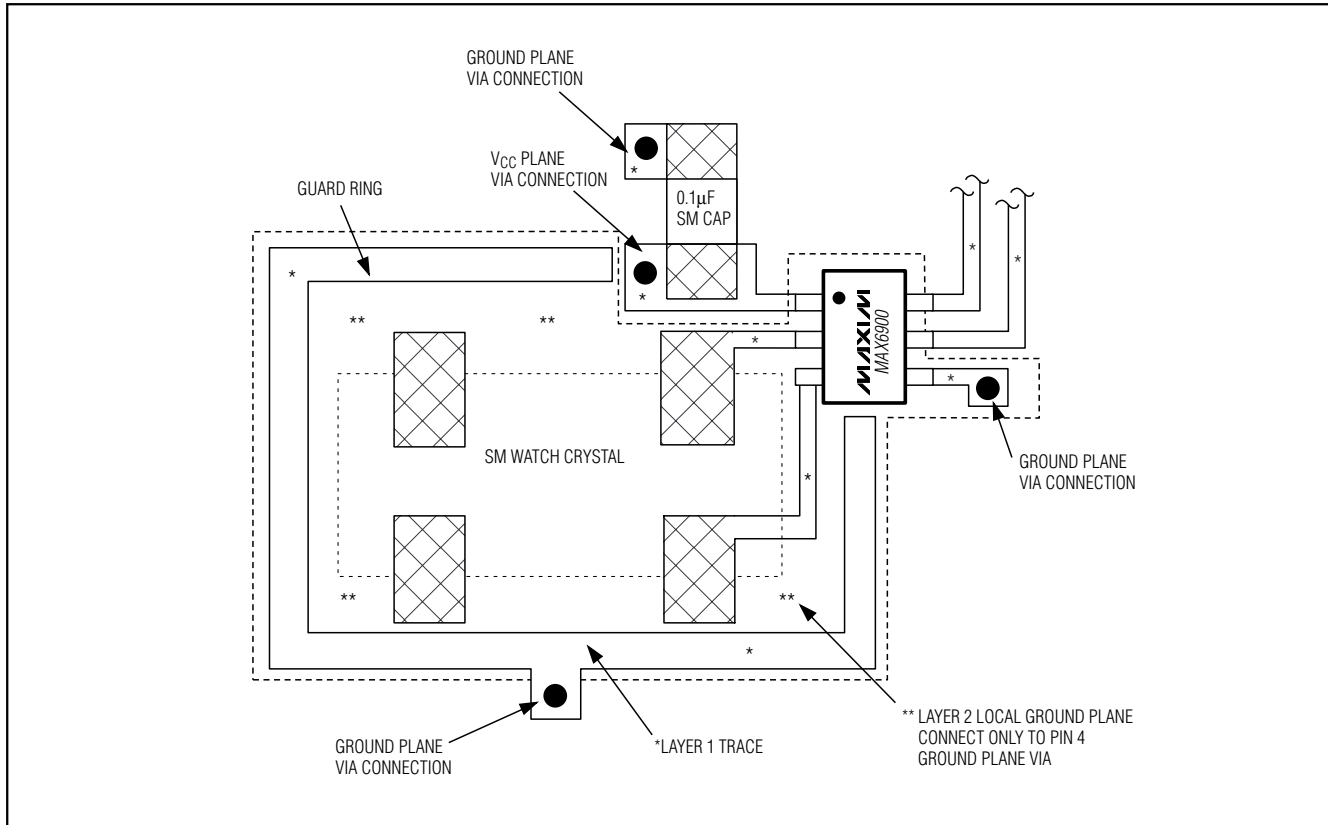 GROUND PLANE
VIA CONNECTION
VCC PLANE
VIA CONNECTION
GUARD RING
0.1µF
SM CAP
*
*
*
*
*
**
**
*
MAXIM
MAX6900
*
SM WATCH CRYSTAL
*
GROUND PLANE
VIA CONNECTION
**
**
*
** LAYER 2 LOCAL GROUND PLANE
CONNECT ONLY TO PIN 4
GROUND PLANE VIA
*LAYER 1 TRACE
GROUND PLANE
VIA CONNECTION